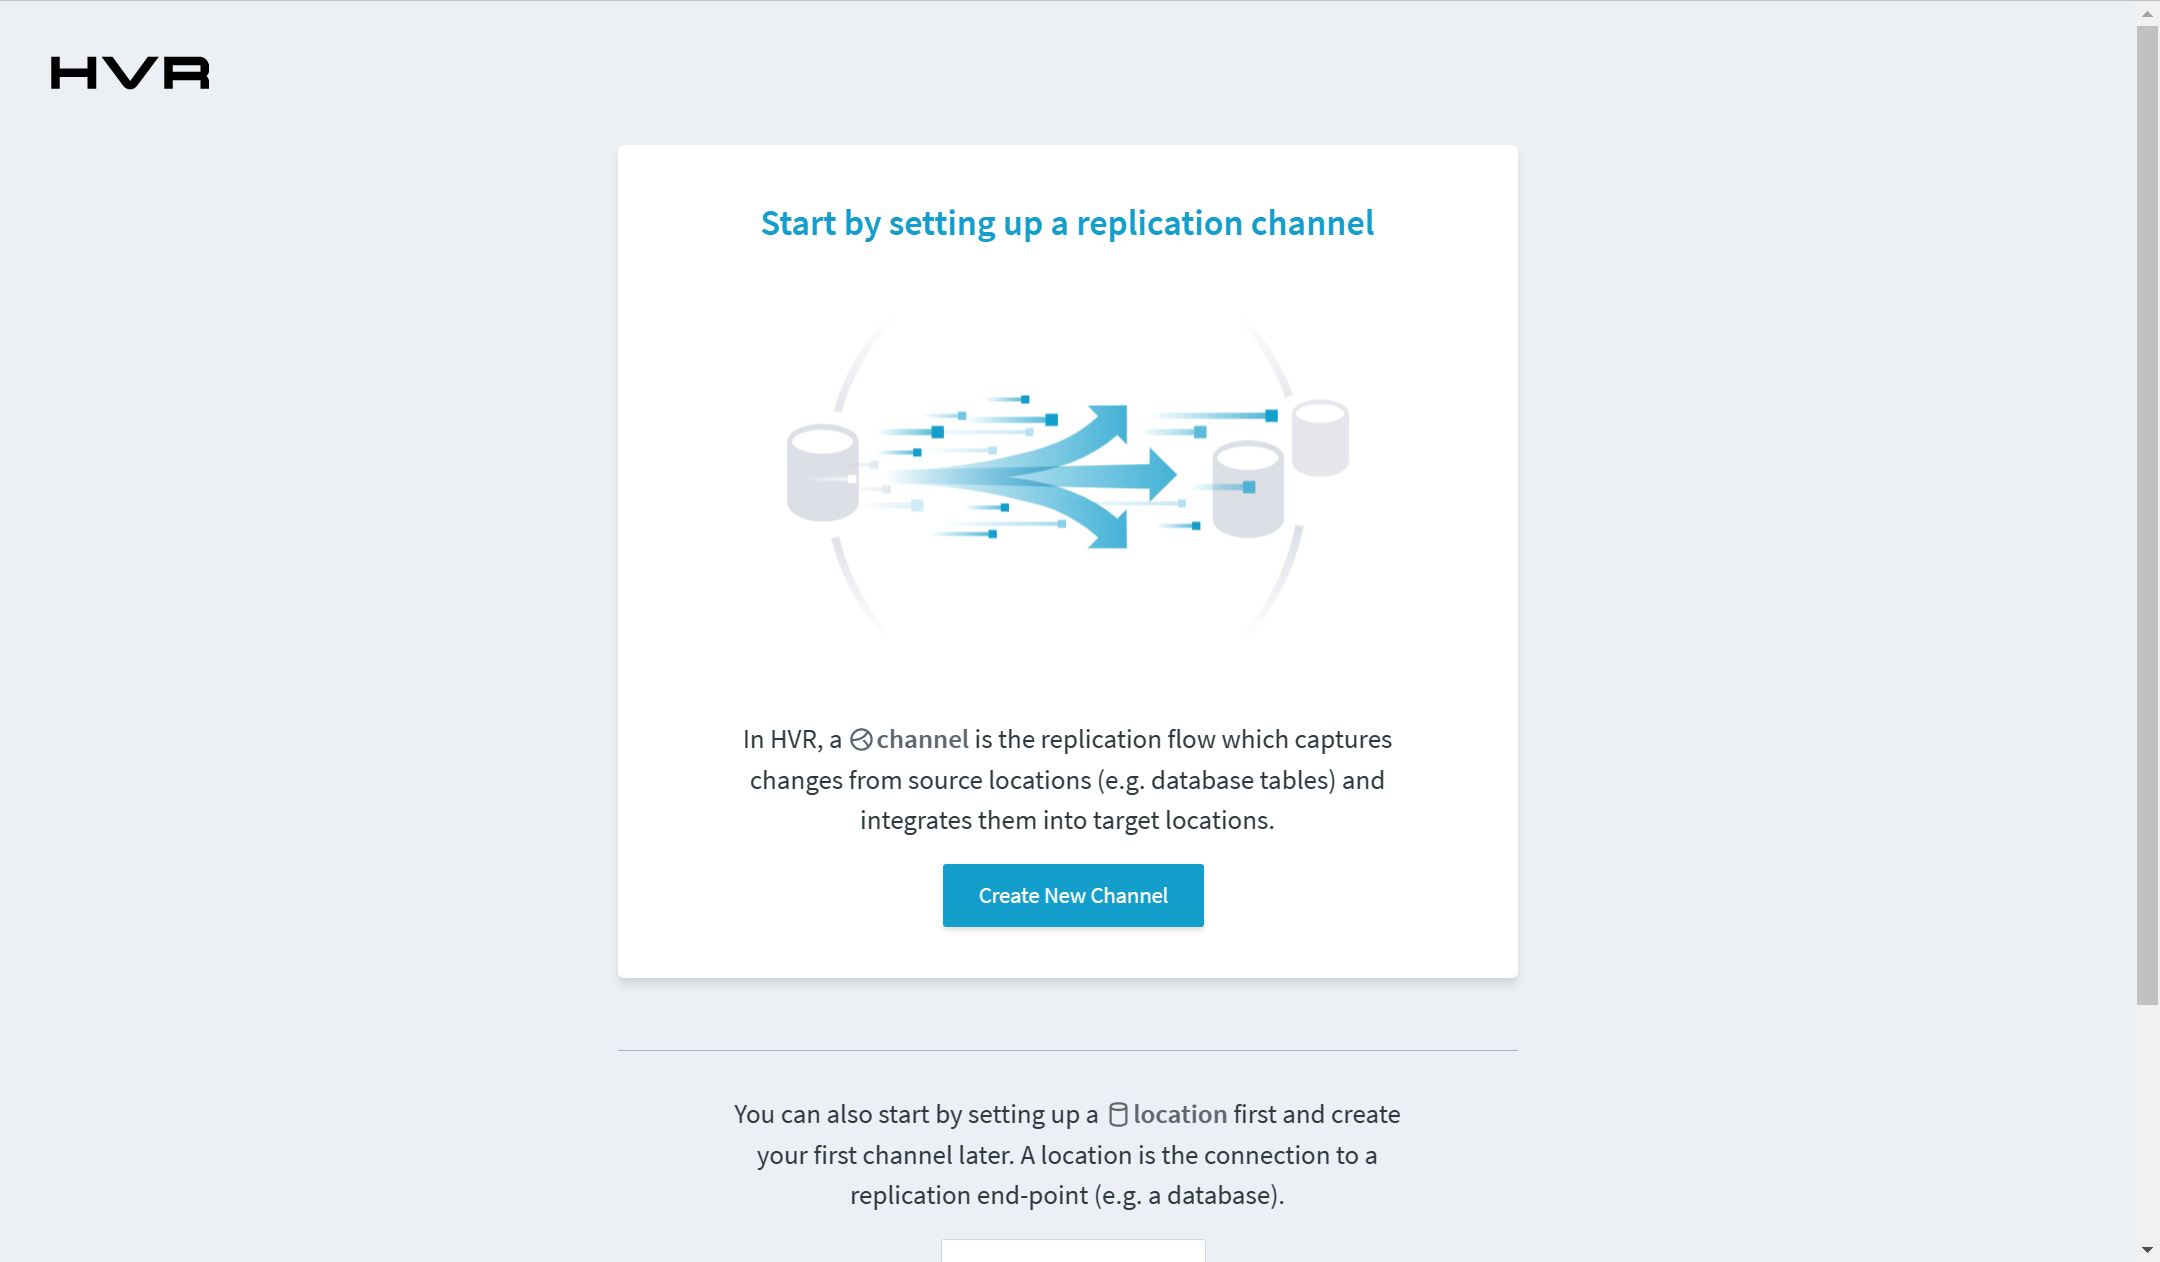 HVR
Start by setting up a replication channel
In HVR, a channel is the replication flow which captures
changes from source locations (e.g. database tables) and
integrates them into target locations.
Create New Channel
You can also start by setting up a location first and create
your first channel later. A location is the connection to a
replication end-point (e.g. a database).